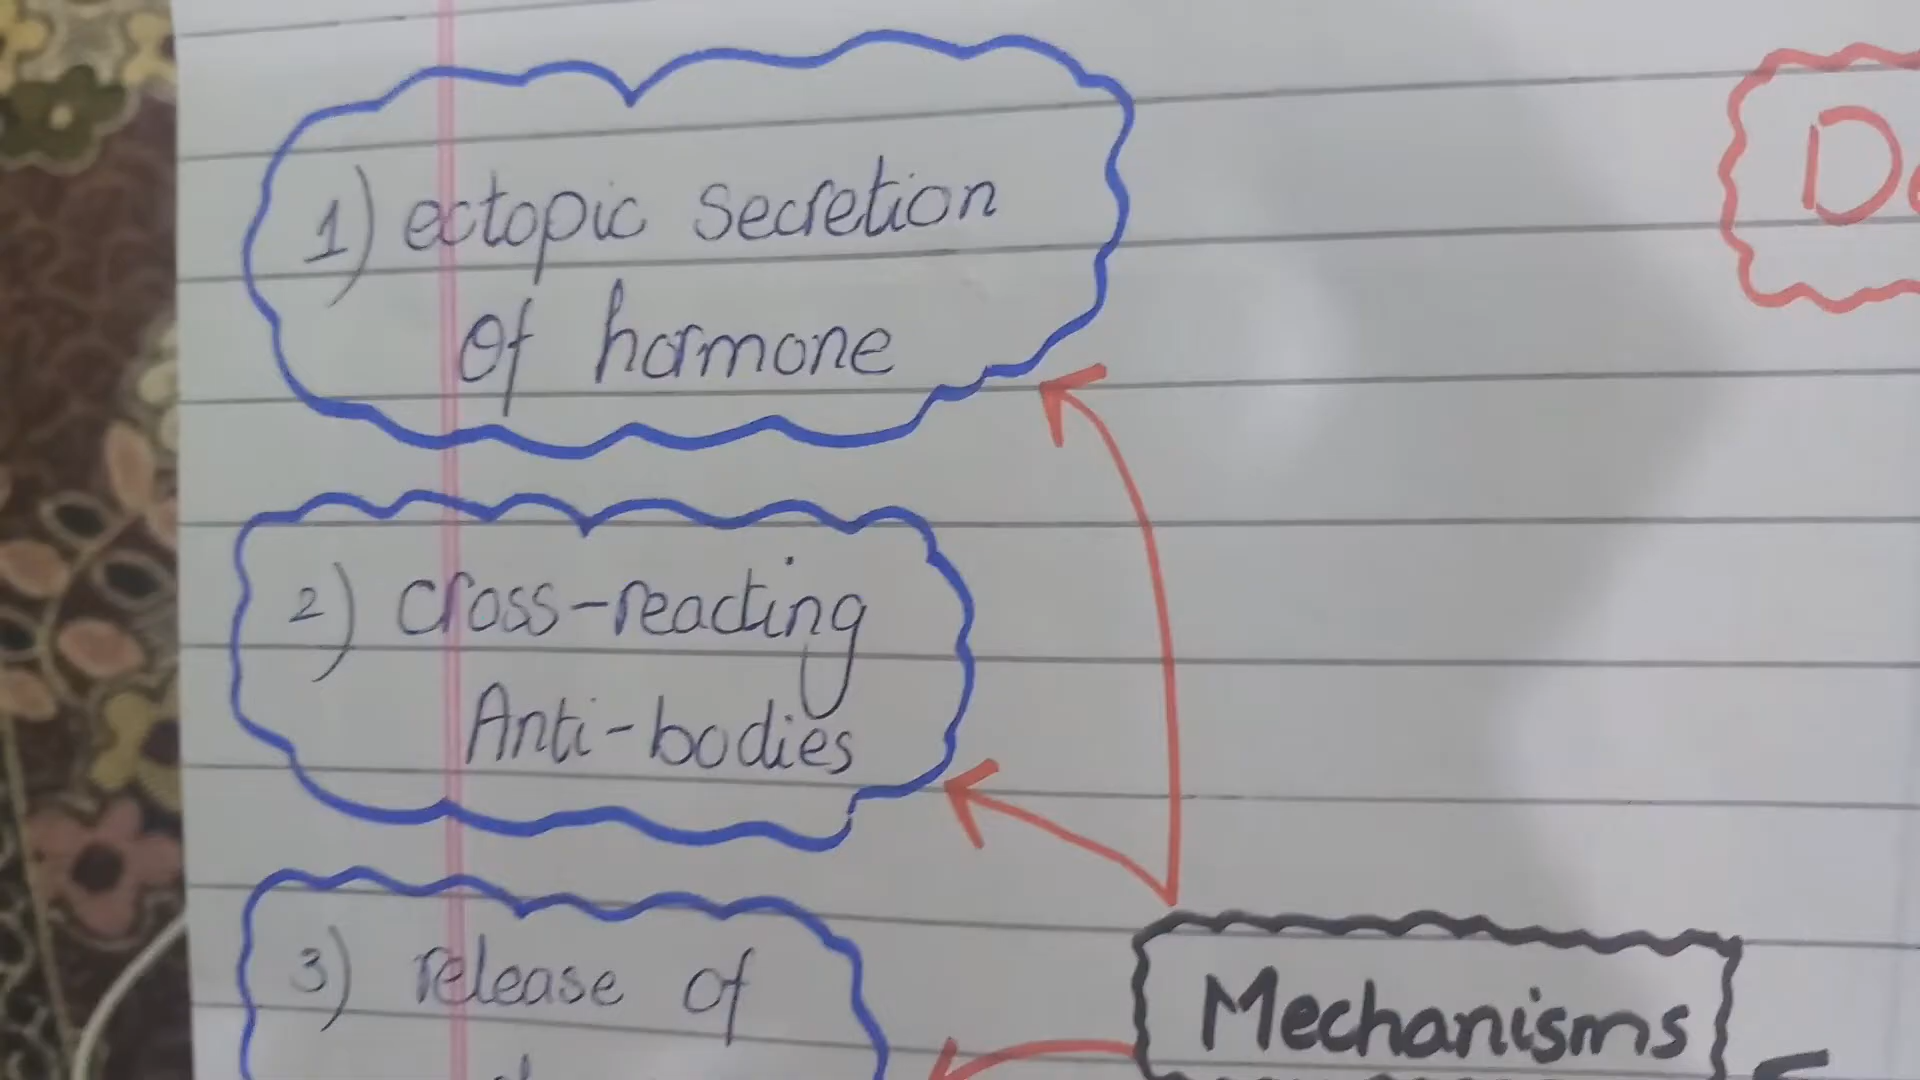 1) ectopic secretion
of hormone
2) cross-reacting
Anti-bodies
3) release of
Mechanisms